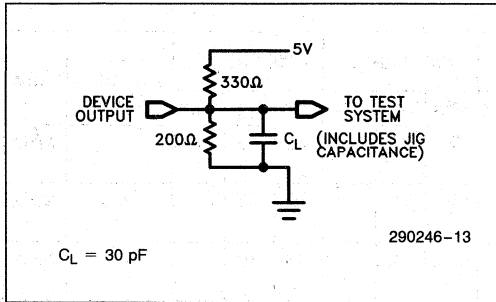 5V
330Ω
DEVICE
OUTPUT
TO TEST
SYSTEM
200Ω
C_L
(INCLUDES JIG
CAPACITANCE)
290246-13
C_L = 30 pF